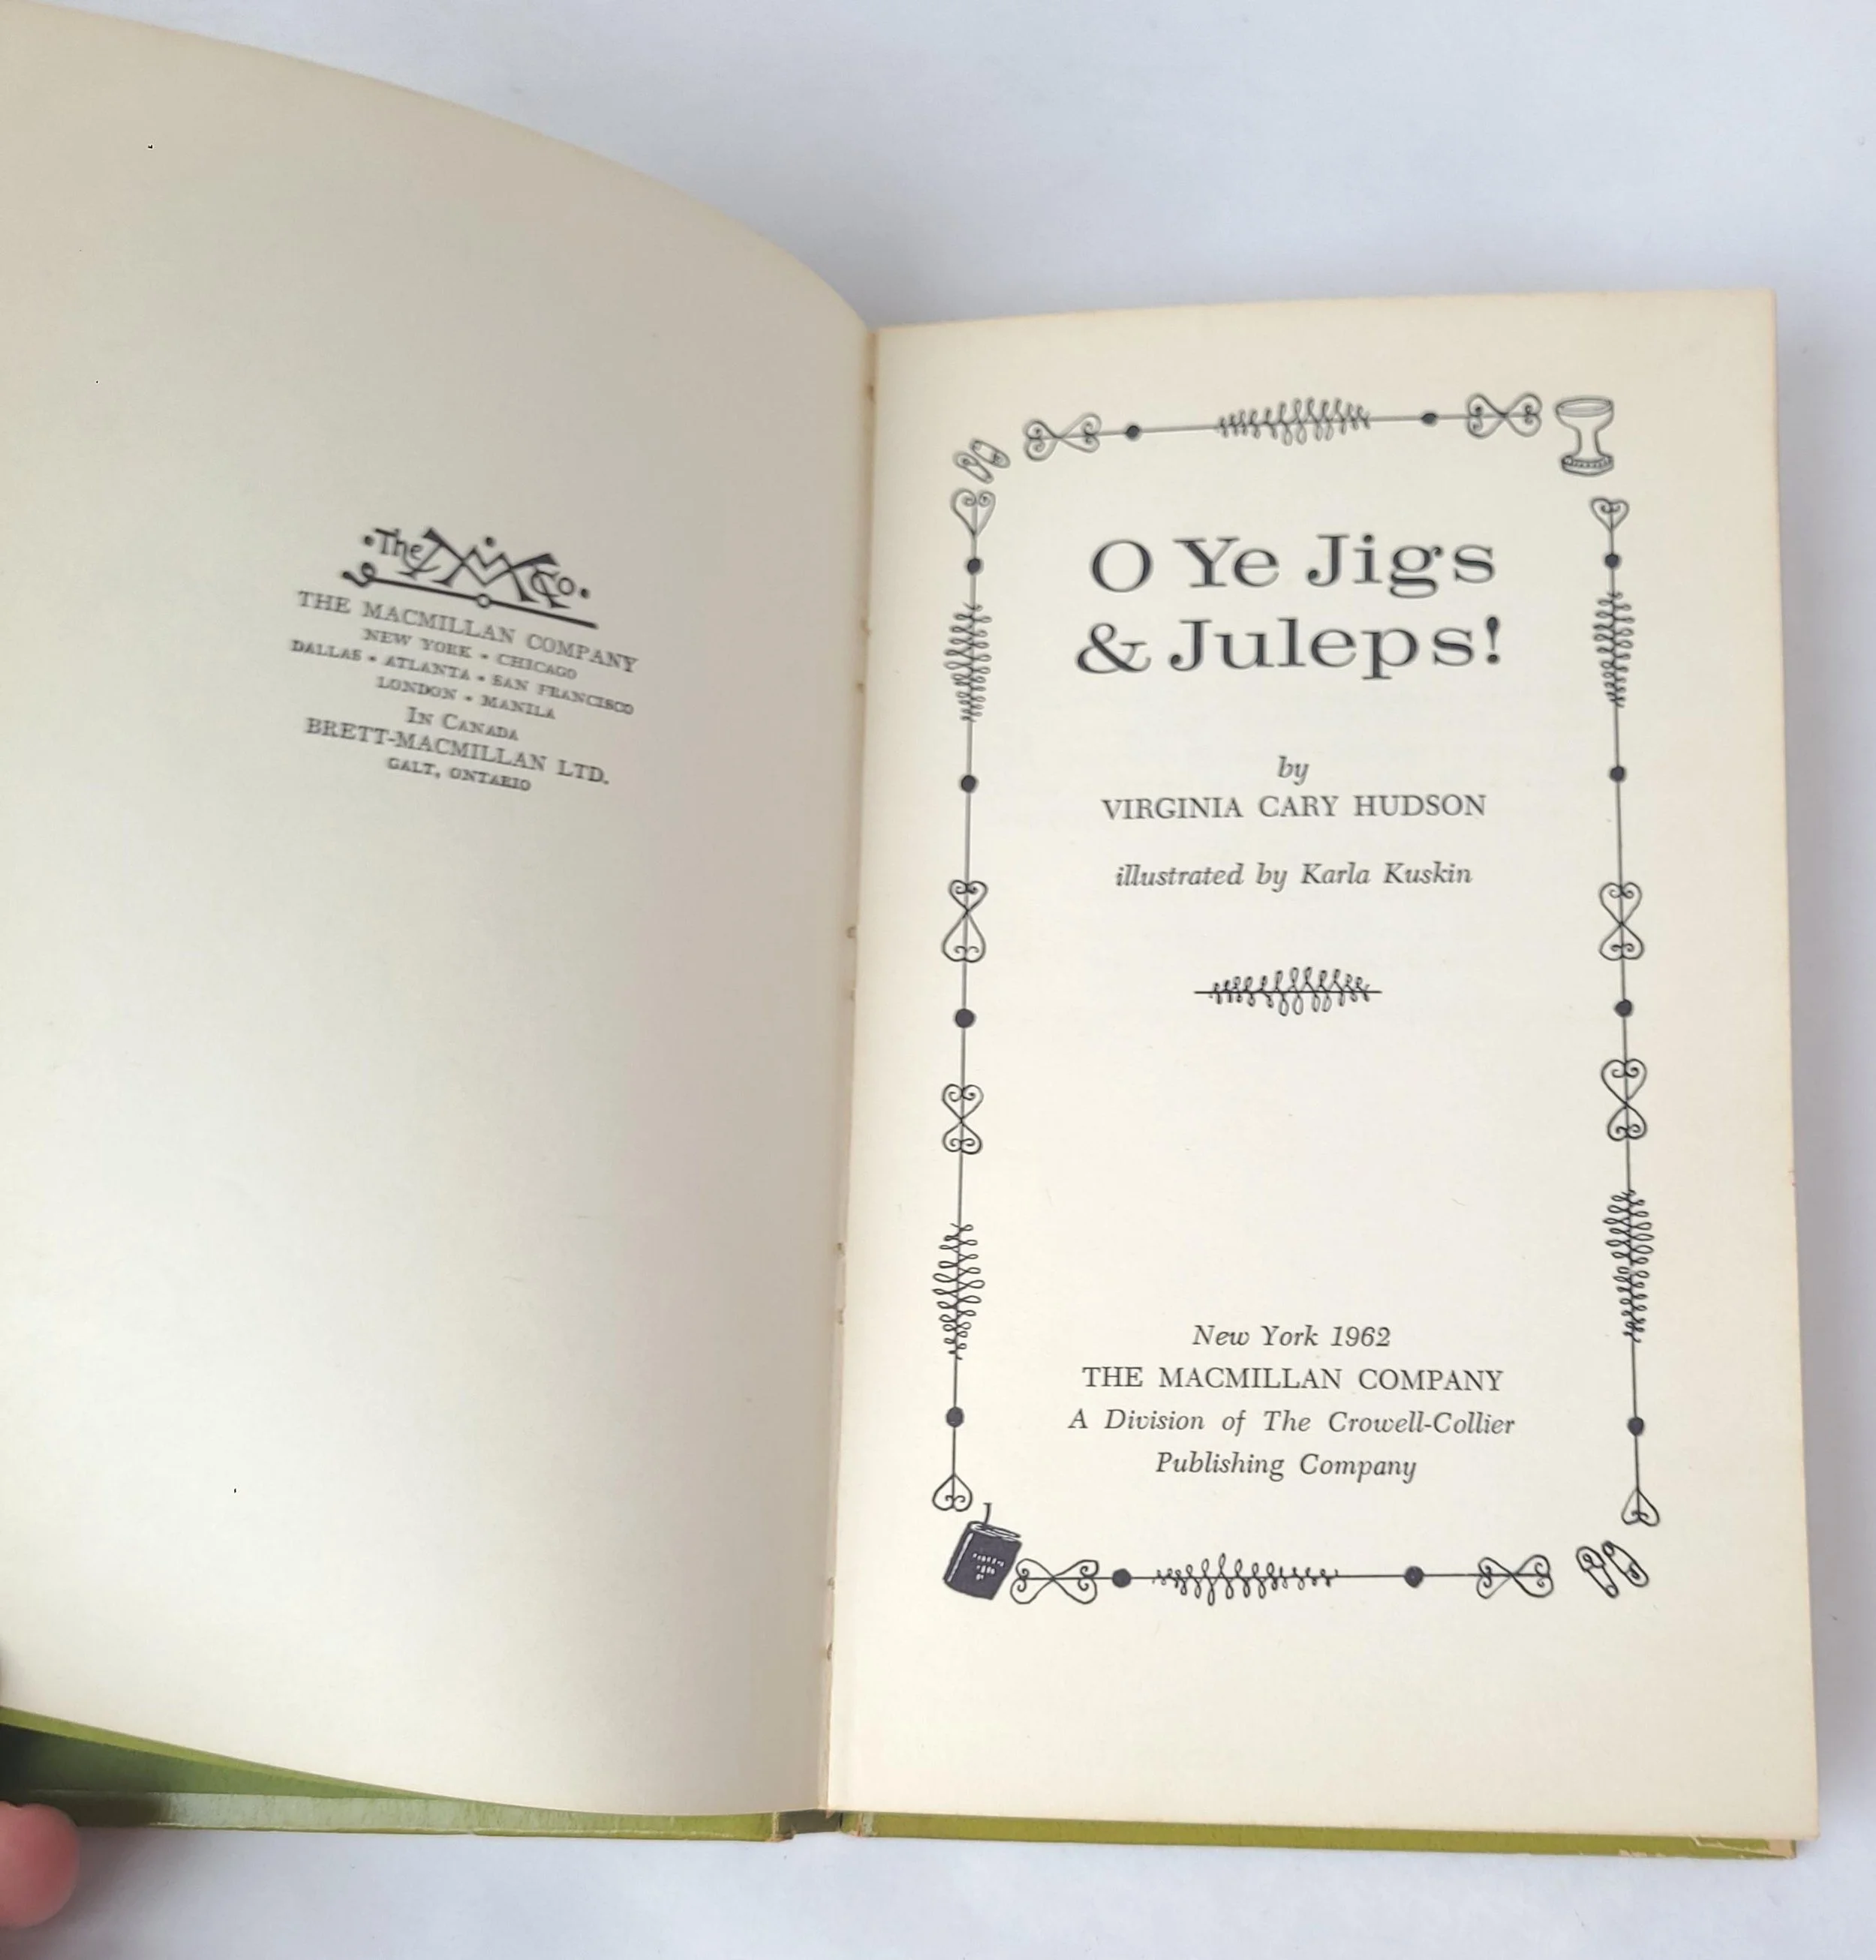 The M Co.
THE MACMILLAN COMPANY
NEW YORK • CHICAGO
DALLAS • ATLANTA • SAN FRANCISCO
LONDON • MANILA
IN CANADA
BRETT-MACMILLAN LTD.
GALT, ONTARIO
O Ye Jigs
& Juleps!
by
VIRGINIA CARY HUDSON
illustrated by Karla Kuskin
New York 1962
THE MACMILLAN COMPANY
A Division of The Crowell-Collier
Publishing Company